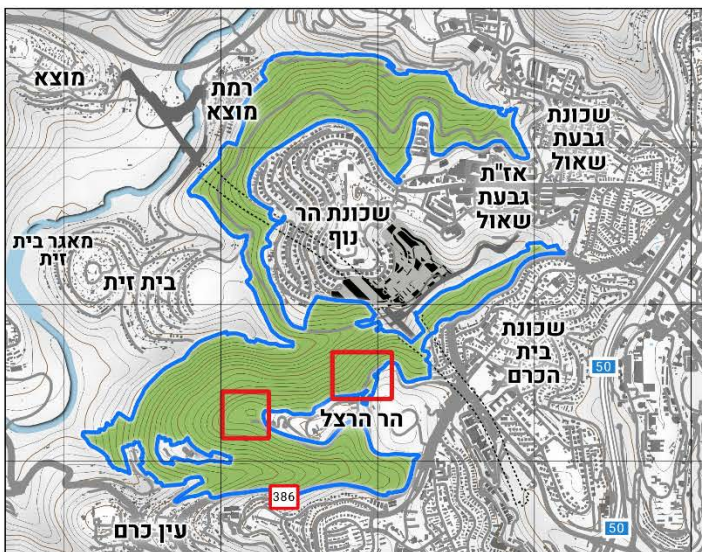 מוצא
רמת
מוצא
שכונת
גבעת
שאול
אז"ת
גבעת
שאול
שכונת הר
נוף
מאגר בית
זית
בית זית
שכונת
בית
הכרם
50
הר הרצל
386
עין כרם
50